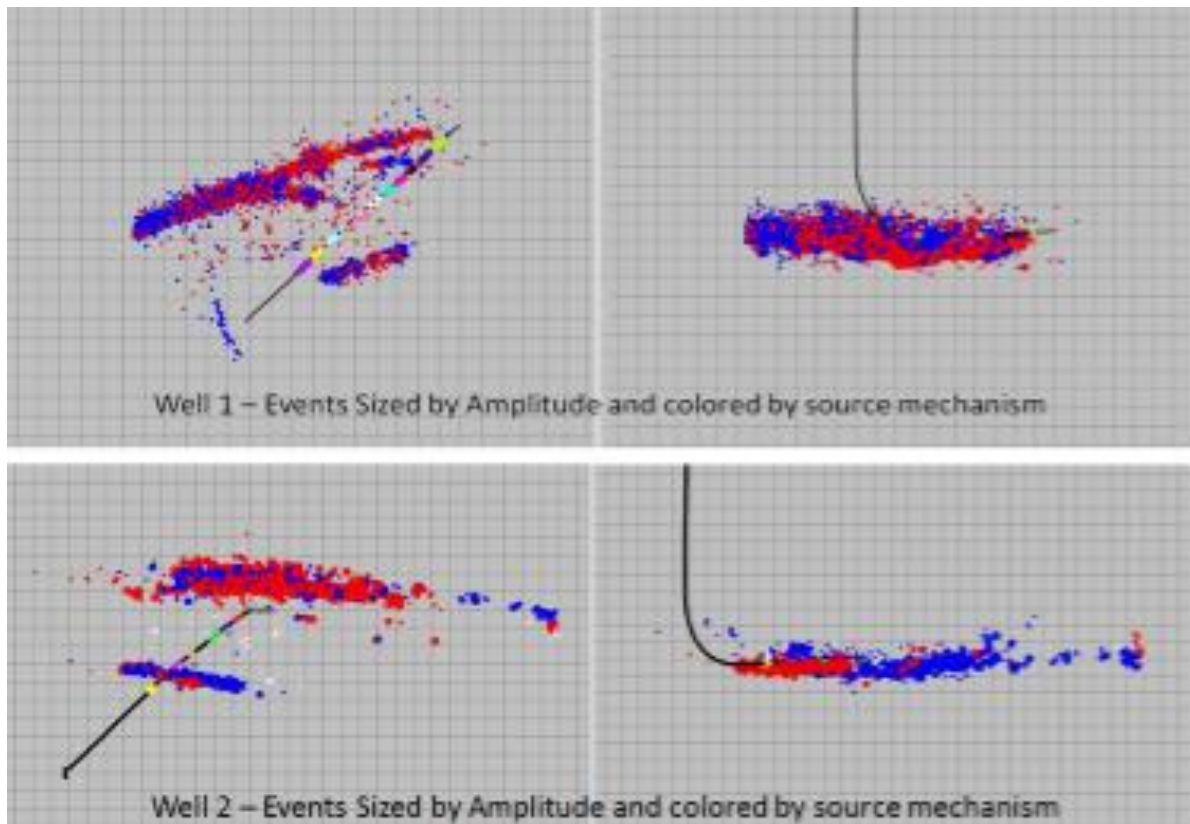 Well 1 – Events Sized by Amplitude and colored by source mechanism
Well 2 – Events Sized by Amplitude and colored by source mechanism